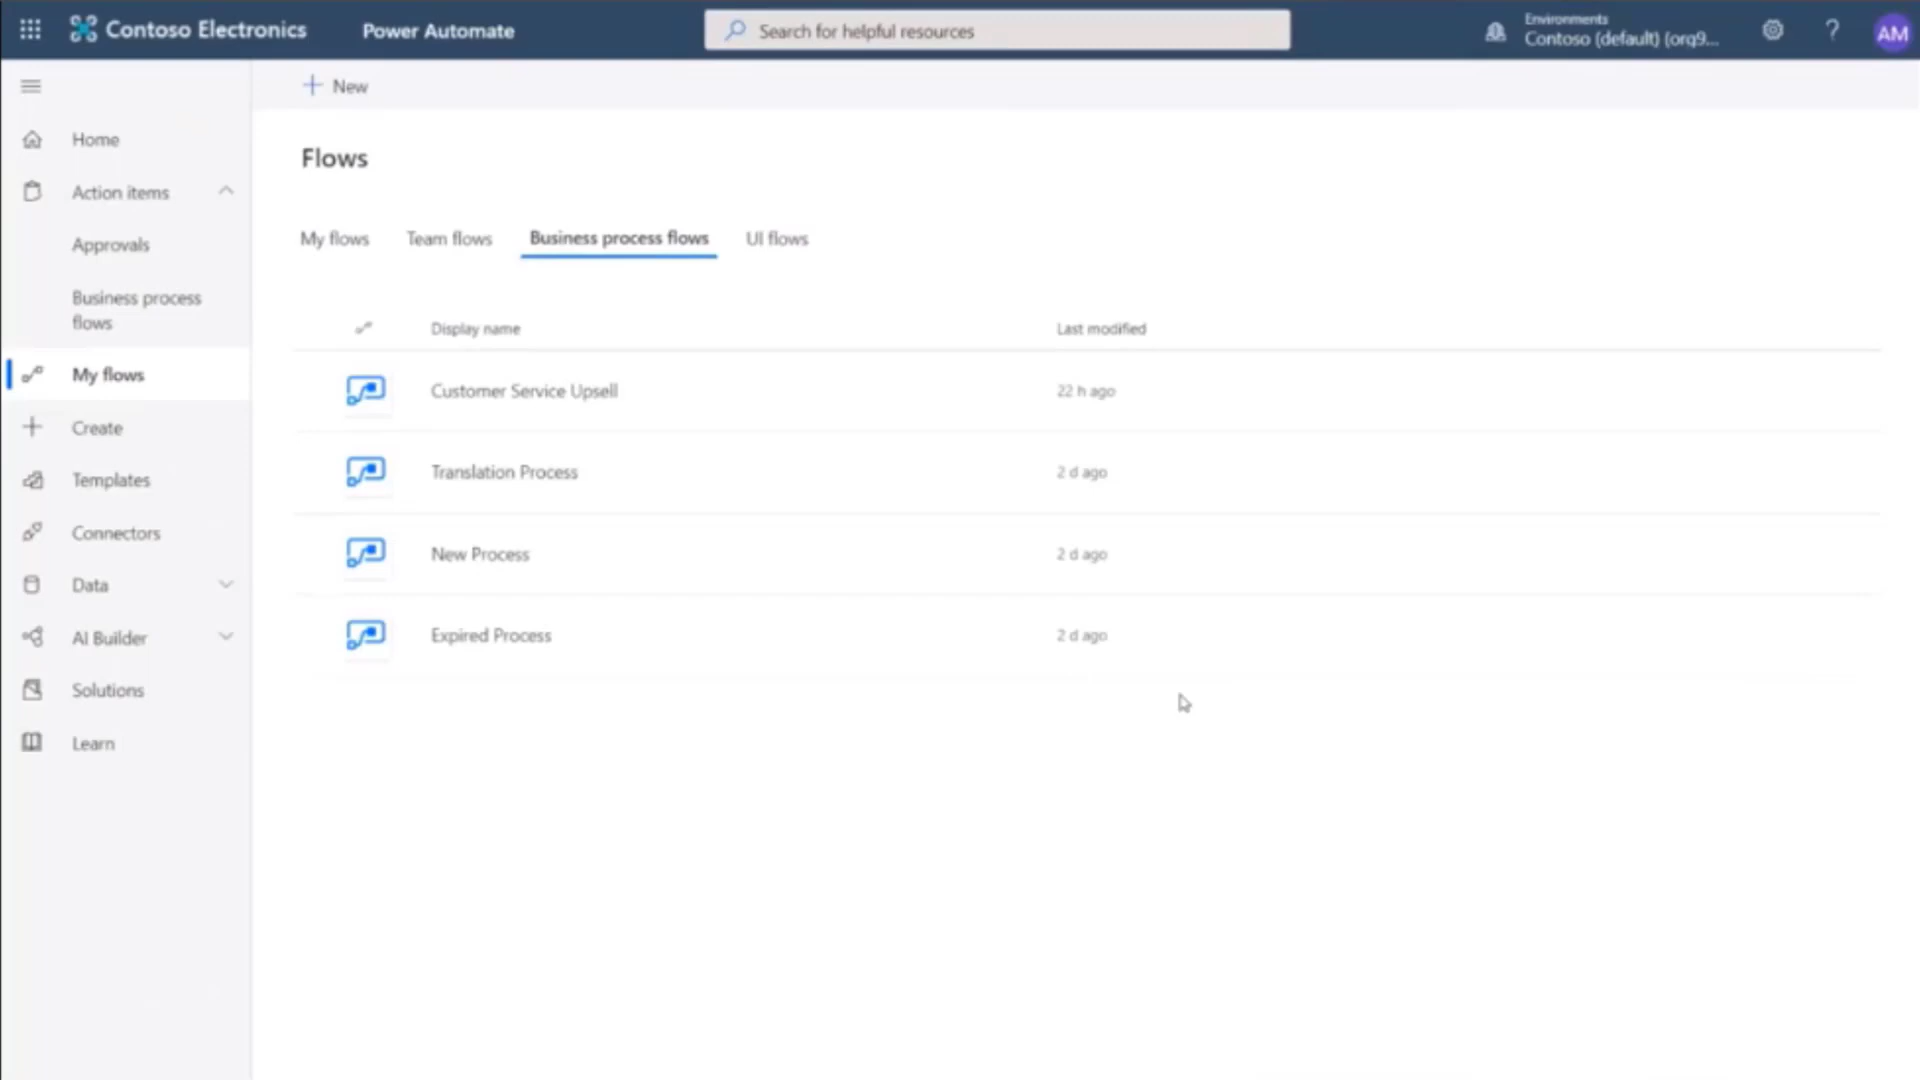 Contoso Electronics
Power Automate
Search for helpful resources
Environments
Contoso (default) (org9...
?
AM
New
Home
Action items
Approvals
Business process
flows
My flows
Create
Templates
Connectors
Data
AI Builder
Solutions
Learn
Flows
My flows Team flows Business process flows UI flows
Display name Last modified
Customer Service Upsell 22 h ago
Translation Process 2 d ago
New Process 2 d ago
Expired Process 2 d ago